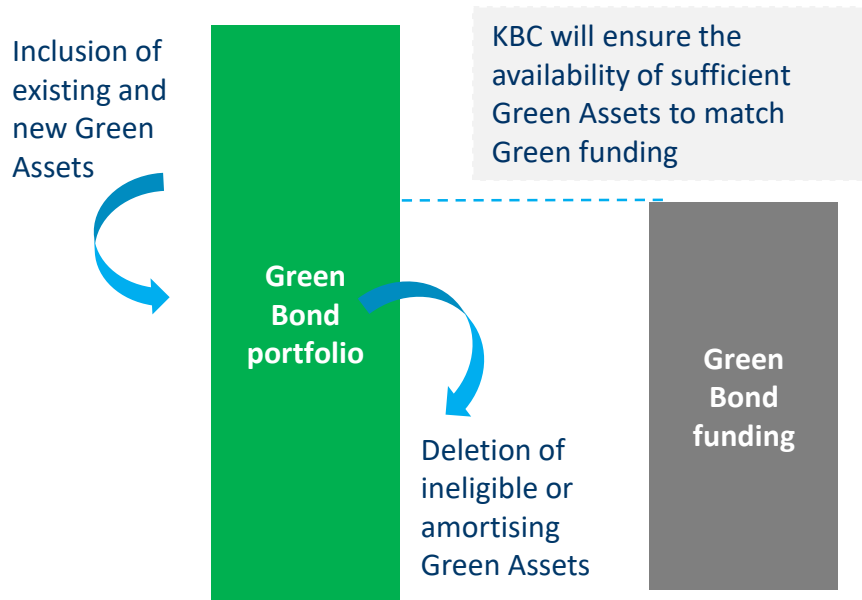 Inclusion of
existing and
new Green
Assets
KBC will ensure the
availability of sufficient
Green Assets to match
Green funding
Green
Bond
portfolio
Green
Bond
funding
Deletion of
ineligible or
amortising
Green Assets